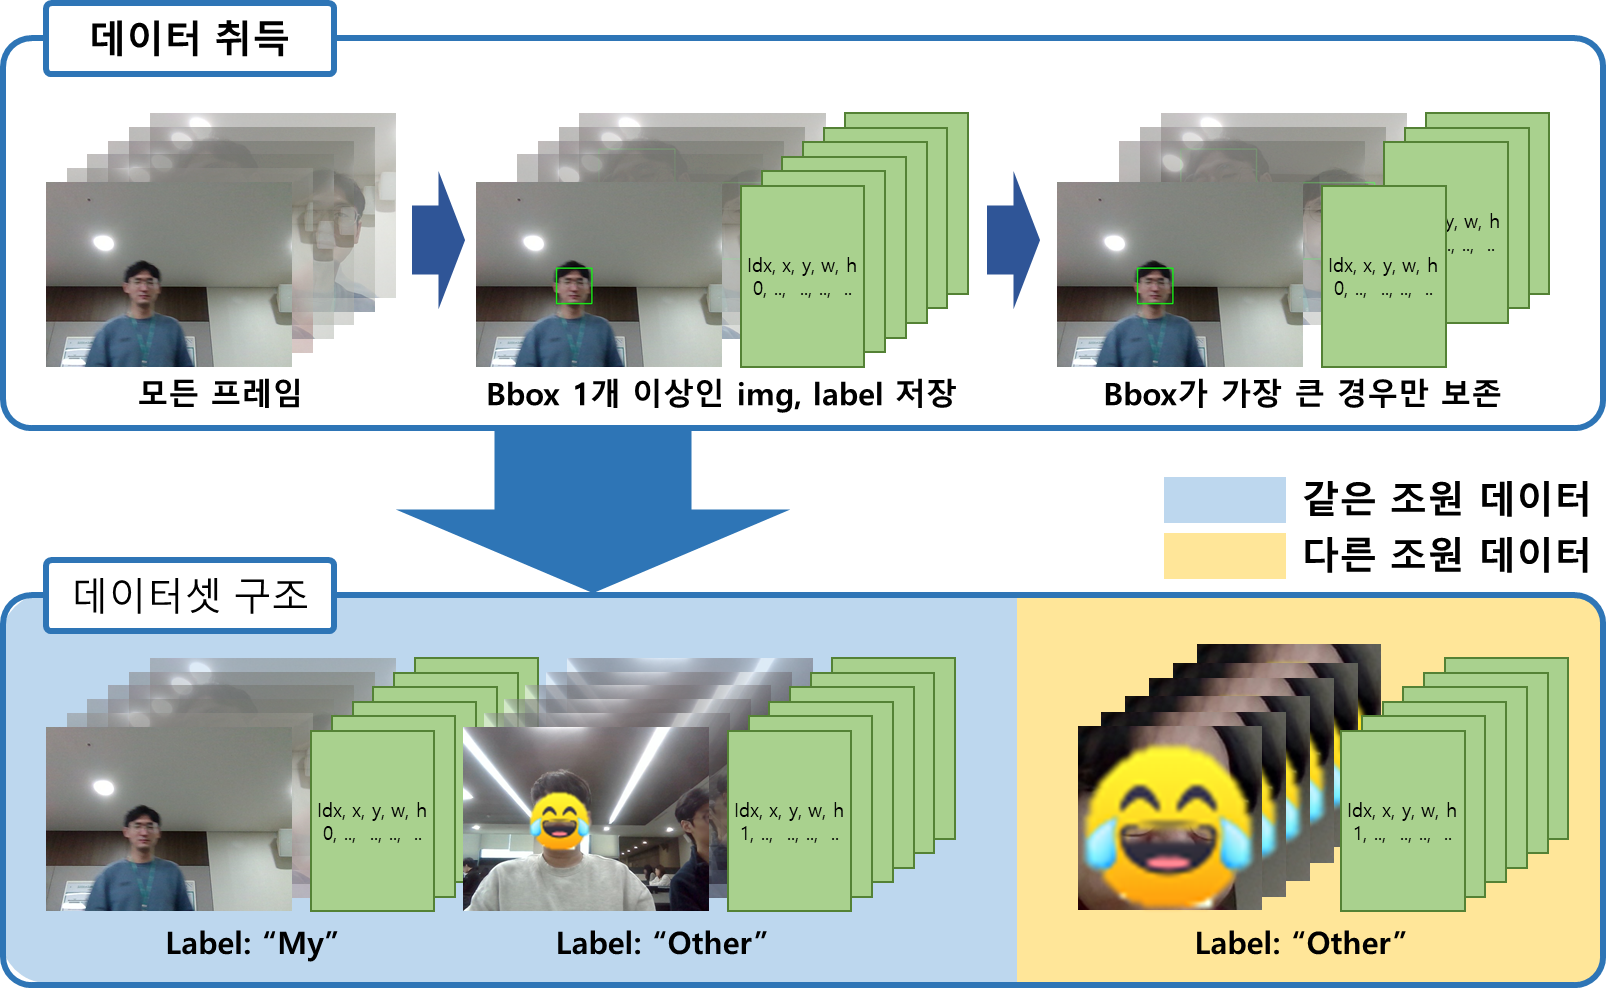 데이터 취득
Idx, x, y, w, h
0, .., .., .., ..
y, w, h
.., .., ..
Idx, x, y, w, h
0, .., .., .., ..
모든 프레임
Bbox 1개 이상인 img, label 저장
Bbox가 가장 큰 경우만 보존
같은 조원 데이터
다른 조원 데이터
데이터셋 구조
Idx, x, y, w, h
0, .., .., .., ..
Idx, x, y, w, h
1, .., .., .., ..
Idx, x, y, w, h
1, .., .., .., ..
Label: “My”
Label: “Other”
Label: “Other”